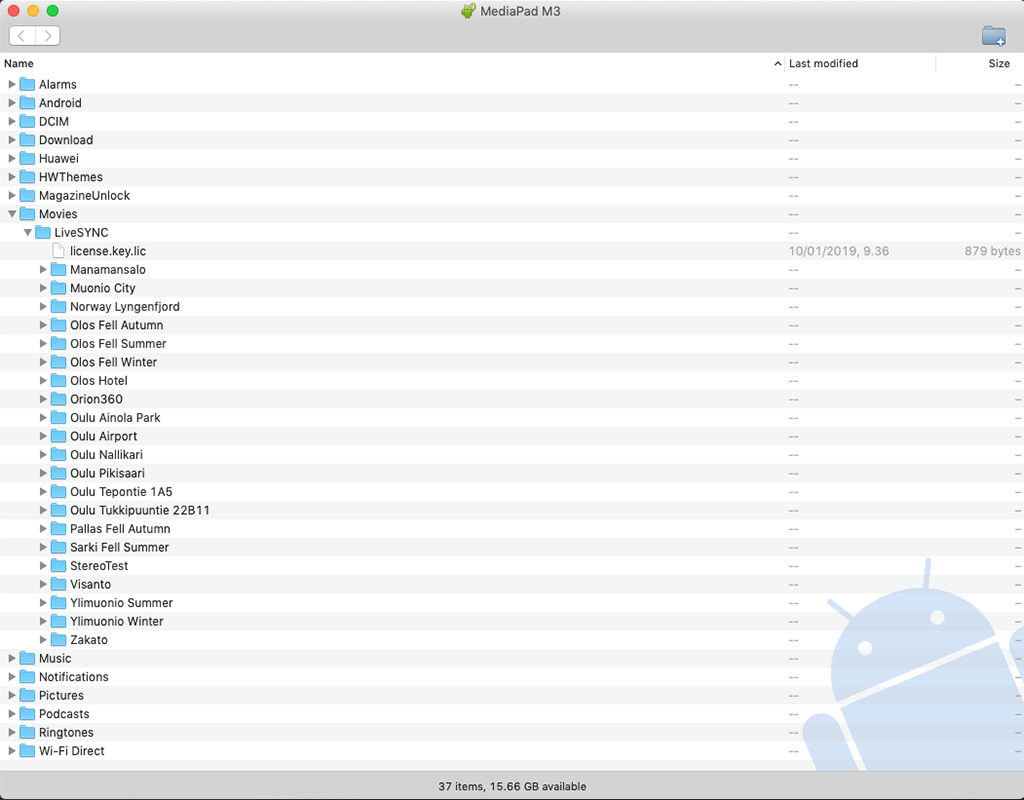 MediaPad M3
Name Last modified Size
Alarms -- --
Android -- --
DCIM -- --
Download -- --
Huawei -- --
HWThemes -- --
MagazineUnlock -- --
Movies -- --
LiveSYNC -- --
license.key.lic 10/01/2019, 9.36 879 bytes
Manamansalo -- --
Muonio City -- --
Norway Lyngenfjord -- --
Olos Fell Autumn -- --
Olos Fell Summer -- --
Olos Fell Winter -- --
Olos Hotel -- --
Orion360 -- --
Oulu Ainola Park -- --
Oulu Airport -- --
Oulu Nallikari -- --
Oulu Pikisaari -- --
Oulu Tepontie 1A5 -- --
Oulu Tukkipuuntie 22B11 -- --
Pallas Fell Autumn -- --
Sarki Fell Summer -- --
StereoTest -- --
Visanto -- --
Ylimuonio Summer -- --
Ylimuonio Winter -- --
Zakato -- --
Music -- --
Notifications -- --
Pictures -- --
Podcasts -- --
Ringtones -- --
Wi-Fi Direct -- --
37 items, 15.66 GB available